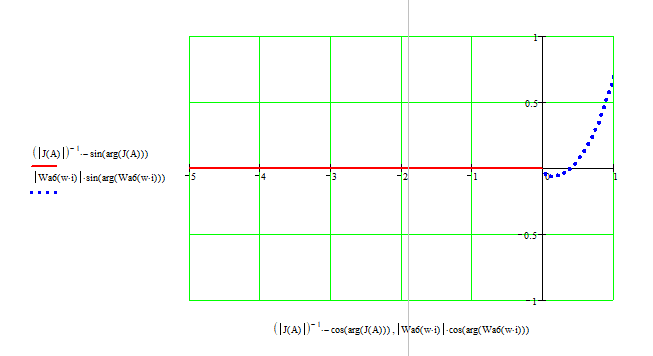 1
0.5
(|J(A)|)⁻¹·−sin(arg(J(A)))
|Wa6(w·i)|·sin(arg(Wa6(w·i)))
−5 −4 −3 −2 −1 0 1
−0.5
−1
(|J(A)|)⁻¹·−cos(arg(J(A))),|Wa6(w·i)|·cos(arg(Wa6(w·i)))